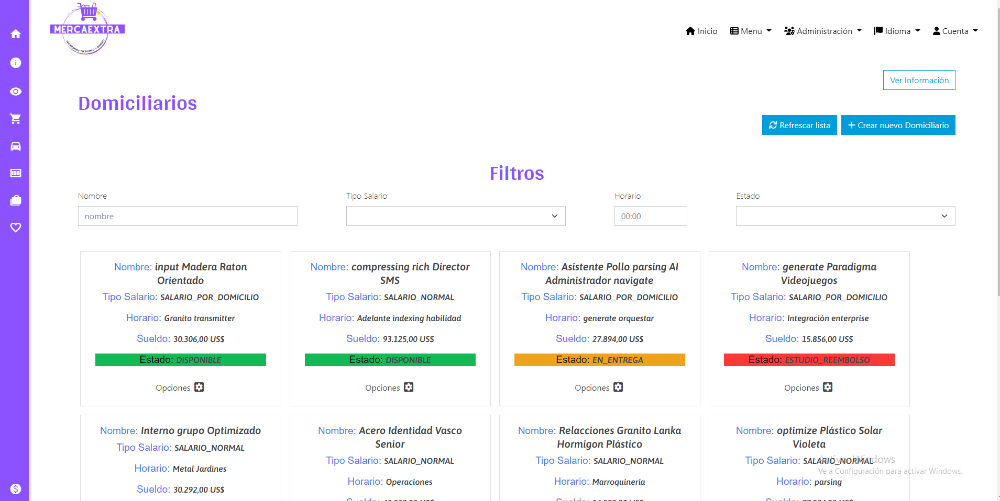 MERCAEXTRA
AHORRAMOS TU TIEMPO Y DINERO
Inicio Menu Administración Idioma Cuenta
Ver Información
Domiciliarios
Refrescar lista Crear nuevo Domiciliario
Filtros
Nombre Tipo Salario Horario Estado
nombre 00:00
Nombre: input Madera Raton
Orientado
Tipo Salario: SALARIO_POR_DOMICILIO
Horario: Granito transmitter
Sueldo: 30.306,00 US$
Estado: DISPONIBLE
Opciones
Nombre: compressing rich Director
SMS
Tipo Salario: SALARIO_NORMAL
Horario: Adelante indexing habilidad
Sueldo: 93.125,00 US$
Estado: DISPONIBLE
Opciones
Nombre: Asistente Pollo parsing AI
Administrador navigate
Tipo Salario: SALARIO_POR_DOMICILIO
Horario: generate orquestar
Sueldo: 27.894,00 US$
Estado: EN_ENTREGA
Opciones
Nombre: generate Paradigma
Videojuegos
Tipo Salario: SALARIO_POR_DOMICILIO
Horario: Integración enterprise
Sueldo: 15.856,00 US$
Estado: ESTUDIO_REEMBOLSO
Opciones
Nombre: Interno grupo Optimizado
Tipo Salario: SALARIO_NORMAL
Horario: Metal Jardines
Sueldo: 30.292,00 US$
Nombre: Acero Identidad Vasco
Senior
Tipo Salario: SALARIO_NORMAL
Horario: Operaciones
Nombre: Relacciones Granito Lanka
Hormigon Plástico
Tipo Salario: SALARIO_NORMAL
Horario: Marroquinería
Nombre: optimize Plástico Solar
Violeta
Tipo Salario: SALARIO_NORMAL
Horario: parsing
Activar Windows
Ve a Configuración para activar Windows.